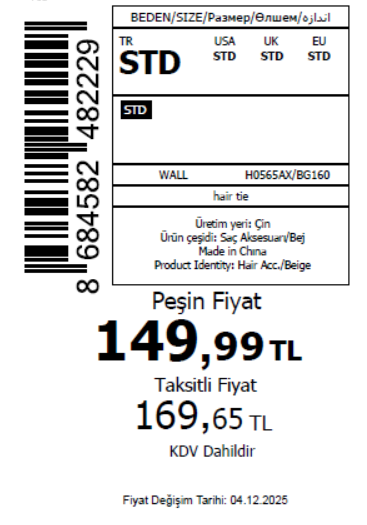 BEDEN/SIZE/Размер/Өлшем/اندازه
TR USA UK EU
STD STD STD STD
STD
WALL H0565AX/BG160
hair tie
Üretim yeri: Çin
Ürün çeşidi: Saç Aksesuarı/Bej
Made in China
Product Identity: Hair Acc./Beige
8 684582 482229
Peşin Fiyat
149,99 TL
Taksitli Fiyat
169,65 TL
KDV Dahildir
Fiyat Değişim Tarihi: 04.12.2025